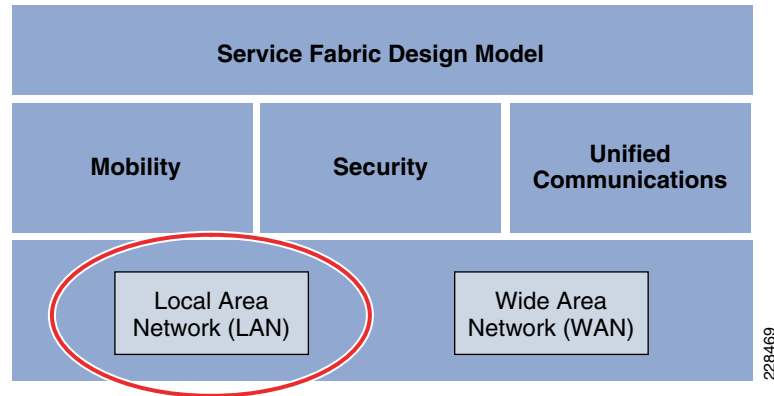 Service Fabric Design Model
Mobility
Security
Unified
Communications
Local Area
Network (LAN)
Wide Area
Network (WAN)
228469